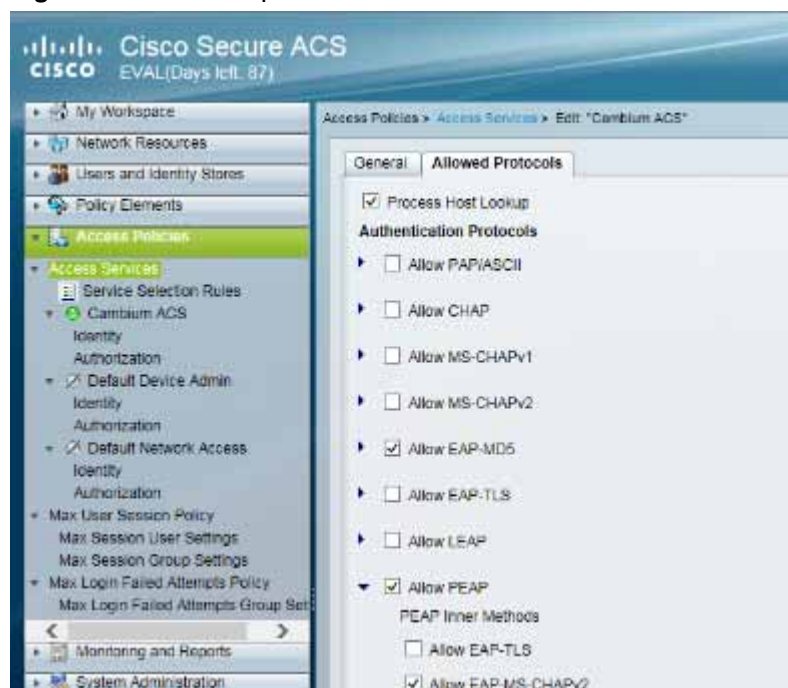 Cisco Secure ACS
CISCO EVAL(Days left: 87)
My Workspace
Network Resources
Users and Identity Stores
Policy Elements
Access Policies
Access Services
Service Selection Rules
Cambium ACS
Identity
Authorization
Default Device Admin
Identity
Authorization
Default Network Access
Identity
Authorization
Max User Session Policy
Max Session User Settings
Max Session Group Settings
Max Login Failed Attempts Policy
Max Login Failed Attempts Group Set
Monitoring and Reports
System Administration
Access Policies > Access Services > Edit: "Cambium ACS"
General Allowed Protocols
Process Host Lookup
Authentication Protocols
Allow PAP/ASCII
Allow CHAP
Allow MS-CHAPv1
Allow MS-CHAPv2
Allow EAP-MD5
Allow EAP-TLS
Allow LEAP
Allow PEAP
PEAP Inner Methods
Allow EAP-TLS
Allow EAP-MS-CHAPv2